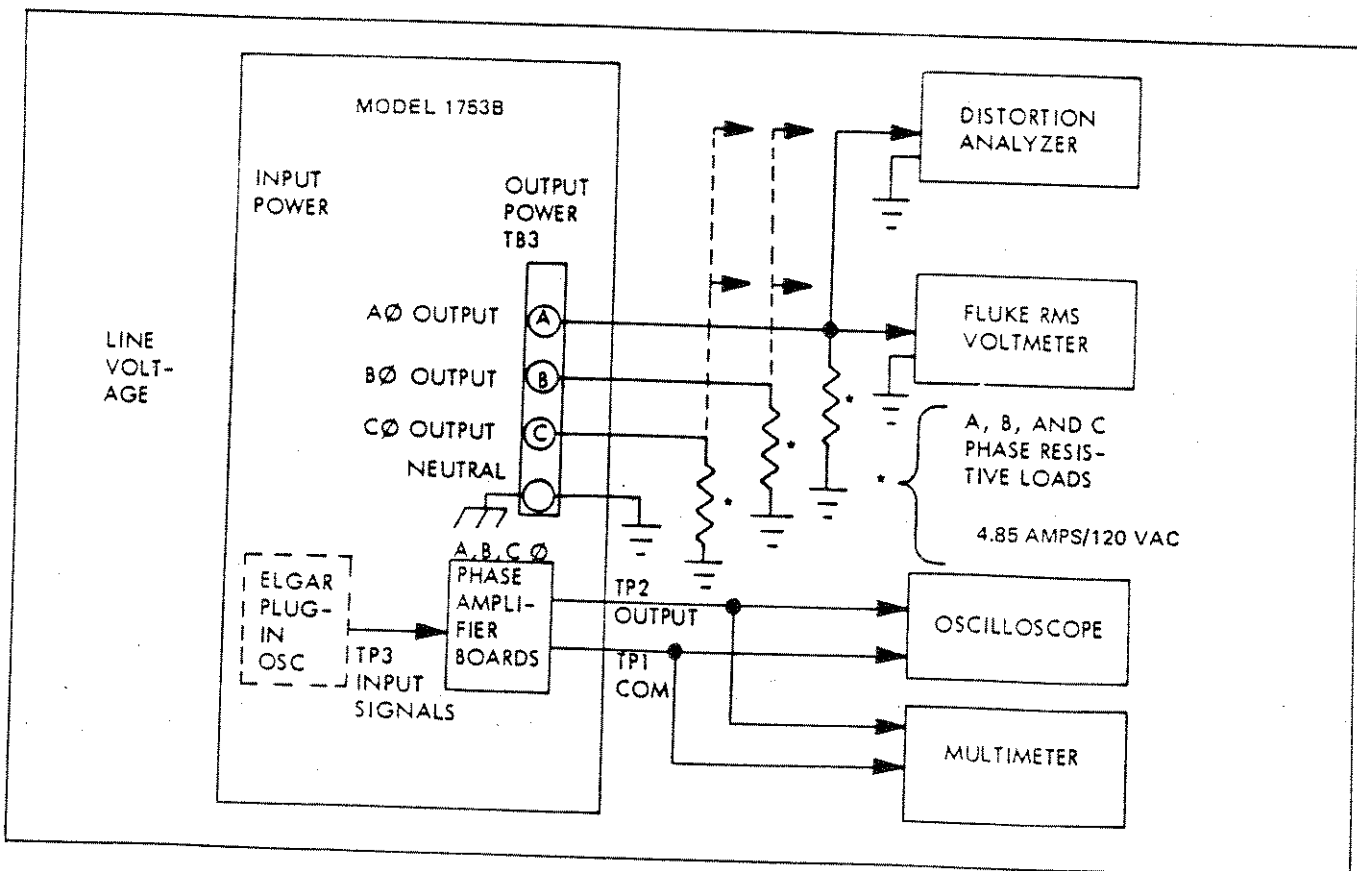 MODEL 1753B
INPUT
POWER
OUTPUT
POWER
TB3
AØ OUTPUT
A
BØ OUTPUT
B
CØ OUTPUT
C
NEUTRAL
LINE
VOLT-
AGE
A,B,C Ø
PHASE
AMPLI-
FIER
BOARDS
ELGAR
PLUG-
IN
OSC
TP3
INPUT
SIGNALS
TP2
OUTPUT
TP1
COM
DISTORTION
ANALYZER
FLUKE RMS
VOLTMETER
*
*
*
*
A, B, AND C
PHASE RESIS-
TIVE LOADS
4.85 AMPS/120 VAC
OSCILLOSCOPE
MULTIMETER